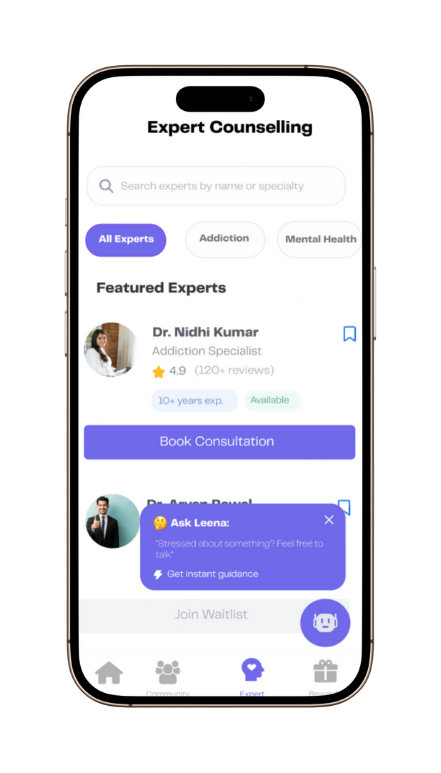 Expert Counselling
Search experts by name or specialty
All Experts
Addiction
Mental Health
Featured Experts
Dr. Nidhi Kumar
Addiction Specialist
4.9 (120+ reviews)
10+ years exp.
Available
Book Consultation
Dr. Aryan Rawal
Ask Leena:
"Stressed about something? Feel free to
talk"
Get instant guidance
Join Waitlist
Community
Expert